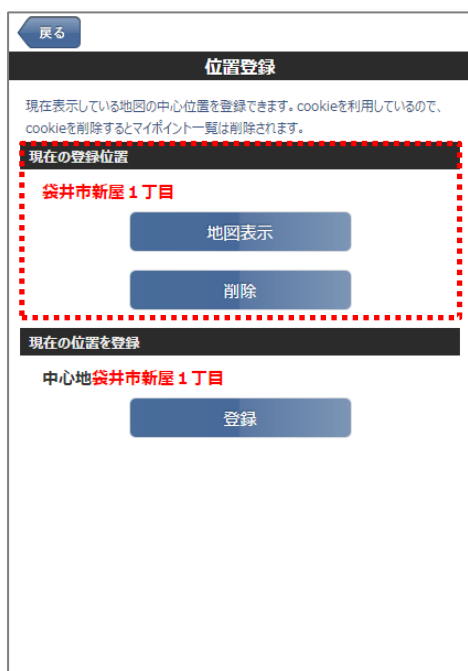 戻る
位置登録
現在表示している地図の中心位置を登録できます。cookieを利用しているので、
cookieを削除するとマイポイント一覧は削除されます。
現在の登録位置
袋井市新屋１丁目
地図表示
削除
現在の位置を登録
中心地袋井市新屋１丁目
登録